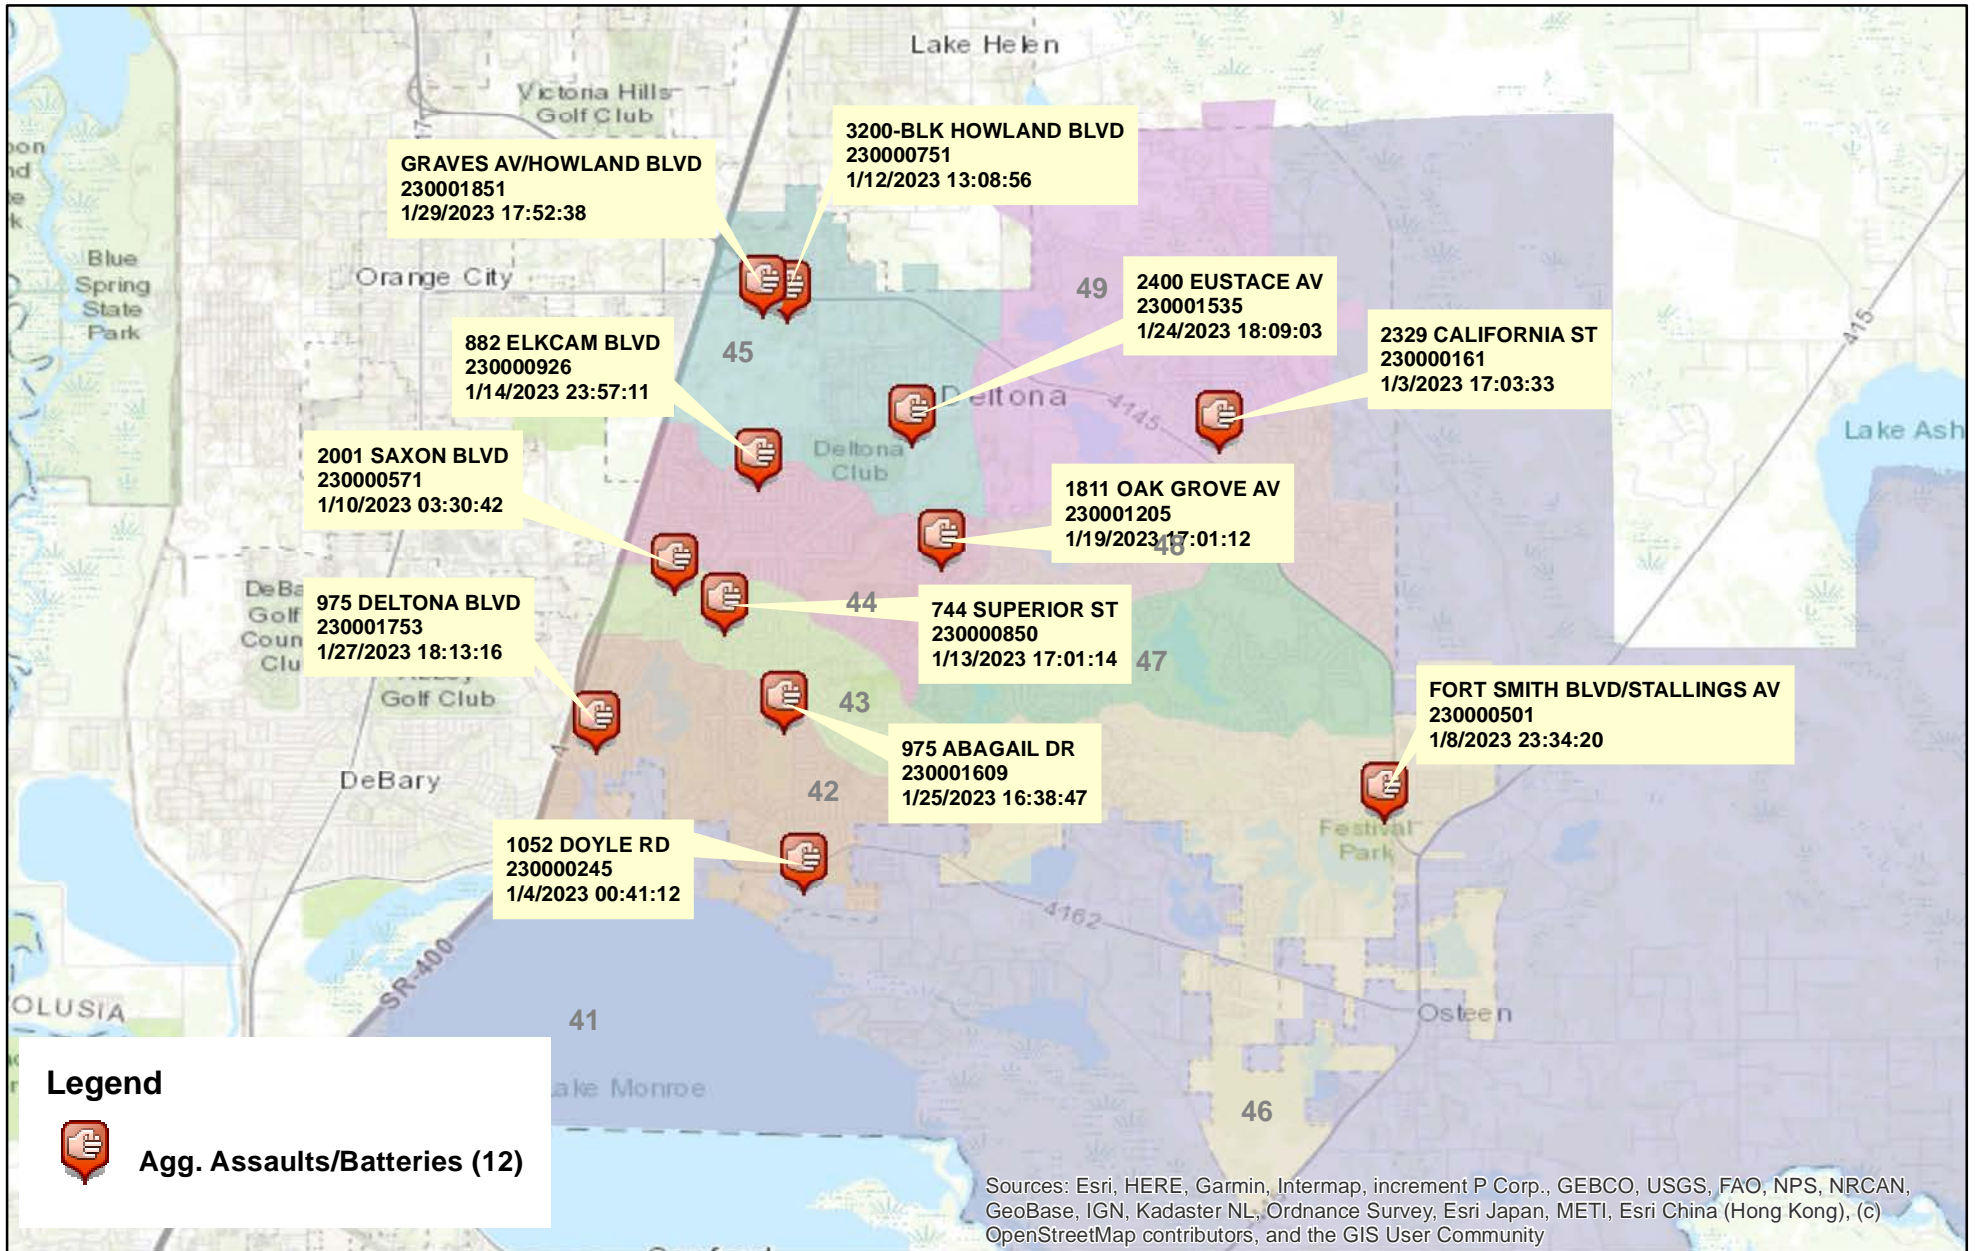 Lake Helen
Victoria Hills
Golf Club
17
3200-BLK HOWLAND BLVD
230000751
1/12/2023 13:08:56
GRAVES AV/HOWLAND BLVD
230001851
1/29/2023 17:52:38
Blue
Spring
State
Park
Orange City
49
2400 EUSTACE AV
230001535
1/24/2023 18:09:03
2329 CALIFORNIA ST
230000161
1/3/2023 17:03:33
415
882 ELKCAM BLVD
230000926
1/14/2023 23:57:11
45
Deltona
4145
Deltona
Club
Lake Ash
2001 SAXON BLVD
230000571
1/10/2023 03:30:42
1811 OAK GROVE AV
230001205
1/19/2023 17:01:12
48
DeBa
Golf
Coun
Clu
975 DELTONA BLVD
230001753
1/27/2023 18:13:16
Golf Club
44
744 SUPERIOR ST
230000850
1/13/2023 17:01:14
47
43
FORT SMITH BLVD/STALLINGS AV
230000501
1/8/2023 23:34:20
975 ABAGAIL DR
230001609
1/25/2023 16:38:47
4
DeBary
42
Festival
Park
1052 DOYLE RD
230000245
1/4/2023 00:41:12
4162
SR-400
OLUSIA
41
Osteen
Lake Monroe
46
Legend
Agg. Assaults/Batteries (12)
Sources: Esri, HERE, Garmin, Intermap, increment P Corp., GEBCO, USGS, FAO, NPS, NRCAN,
GeoBase, IGN, Kadaster NL, Ordnance Survey, Esri Japan, METI, Esri China (Hong Kong), (c)
OpenStreetMap contributors, and the GIS User Community